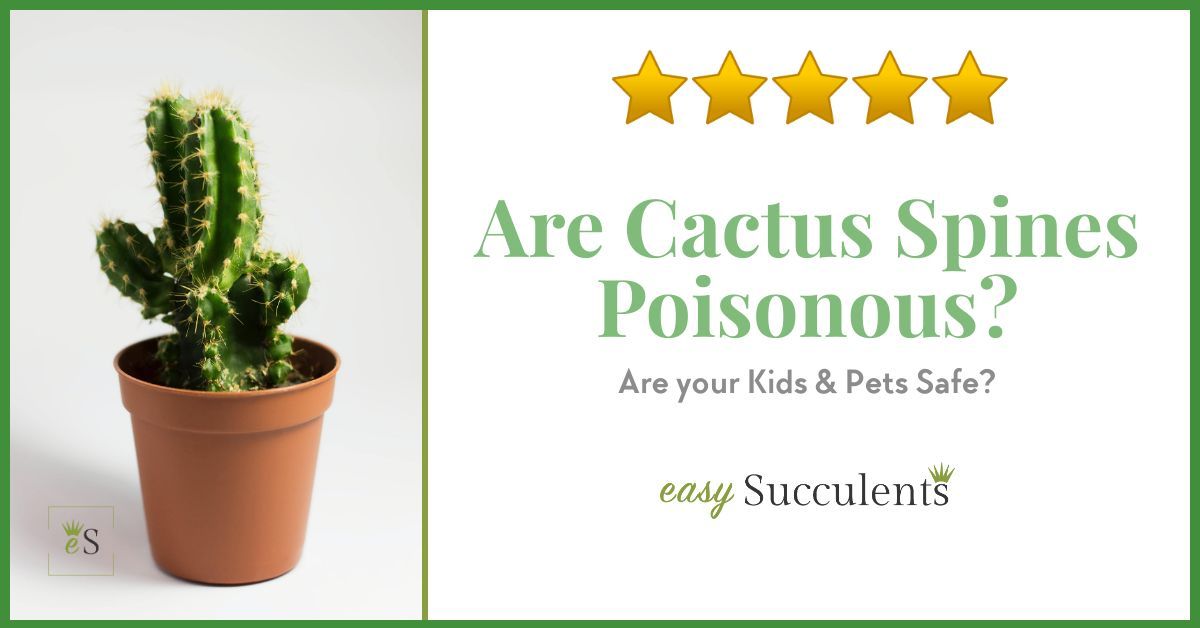 Are Cactus Spines
Poisonous?
Are your Kids & Pets Safe?
easy Succulents
eS